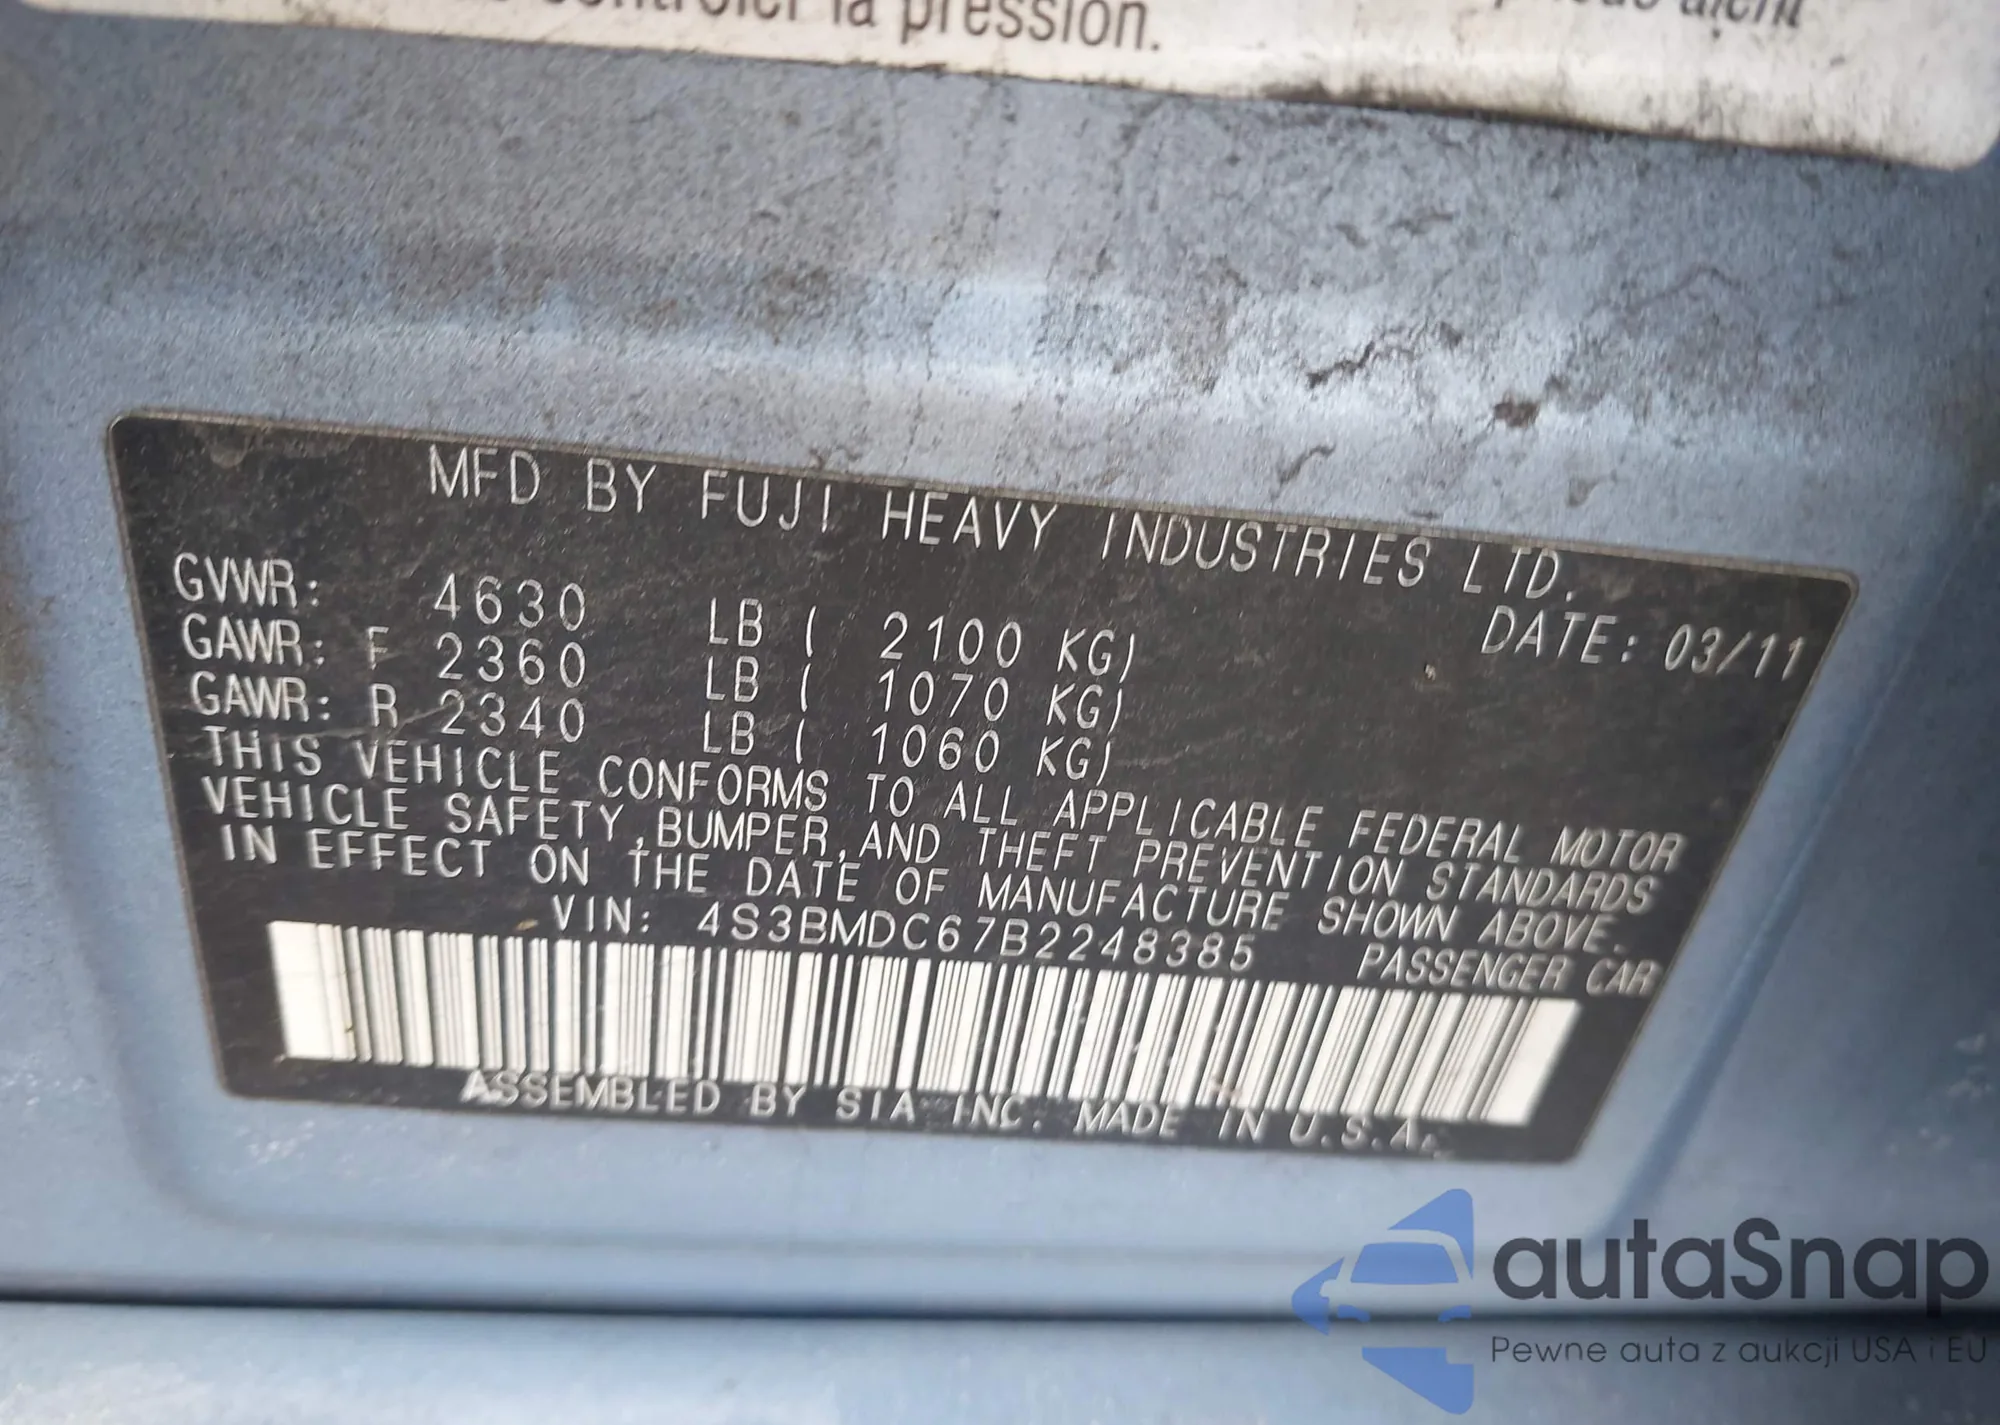 contrôler la pression.
MFD BY FUJI HEAVY INDUSTRIES LTD.
GVWR: 4630 LB ( 2100 KG) DATE: 03/11
GAWR: F 2360 LB ( 1070 KG)
GAWR: R 2340 LB ( 1060 KG)
THIS VEHICLE CONFORMS TO ALL APPLICABLE FEDERAL MOTOR
VEHICLE SAFETY, BUMPER, AND THEFT PREVENTION STANDARDS
IN EFFECT ON THE DATE OF MANUFACTURE SHOWN ABOVE.
VIN: 4S3BMDC67B2248385 PASSENGER CAR
ASSEMBLED BY SIA INC. MADE IN U.S.A.
autaSnap
Pewne auta z aukcji USA i EU